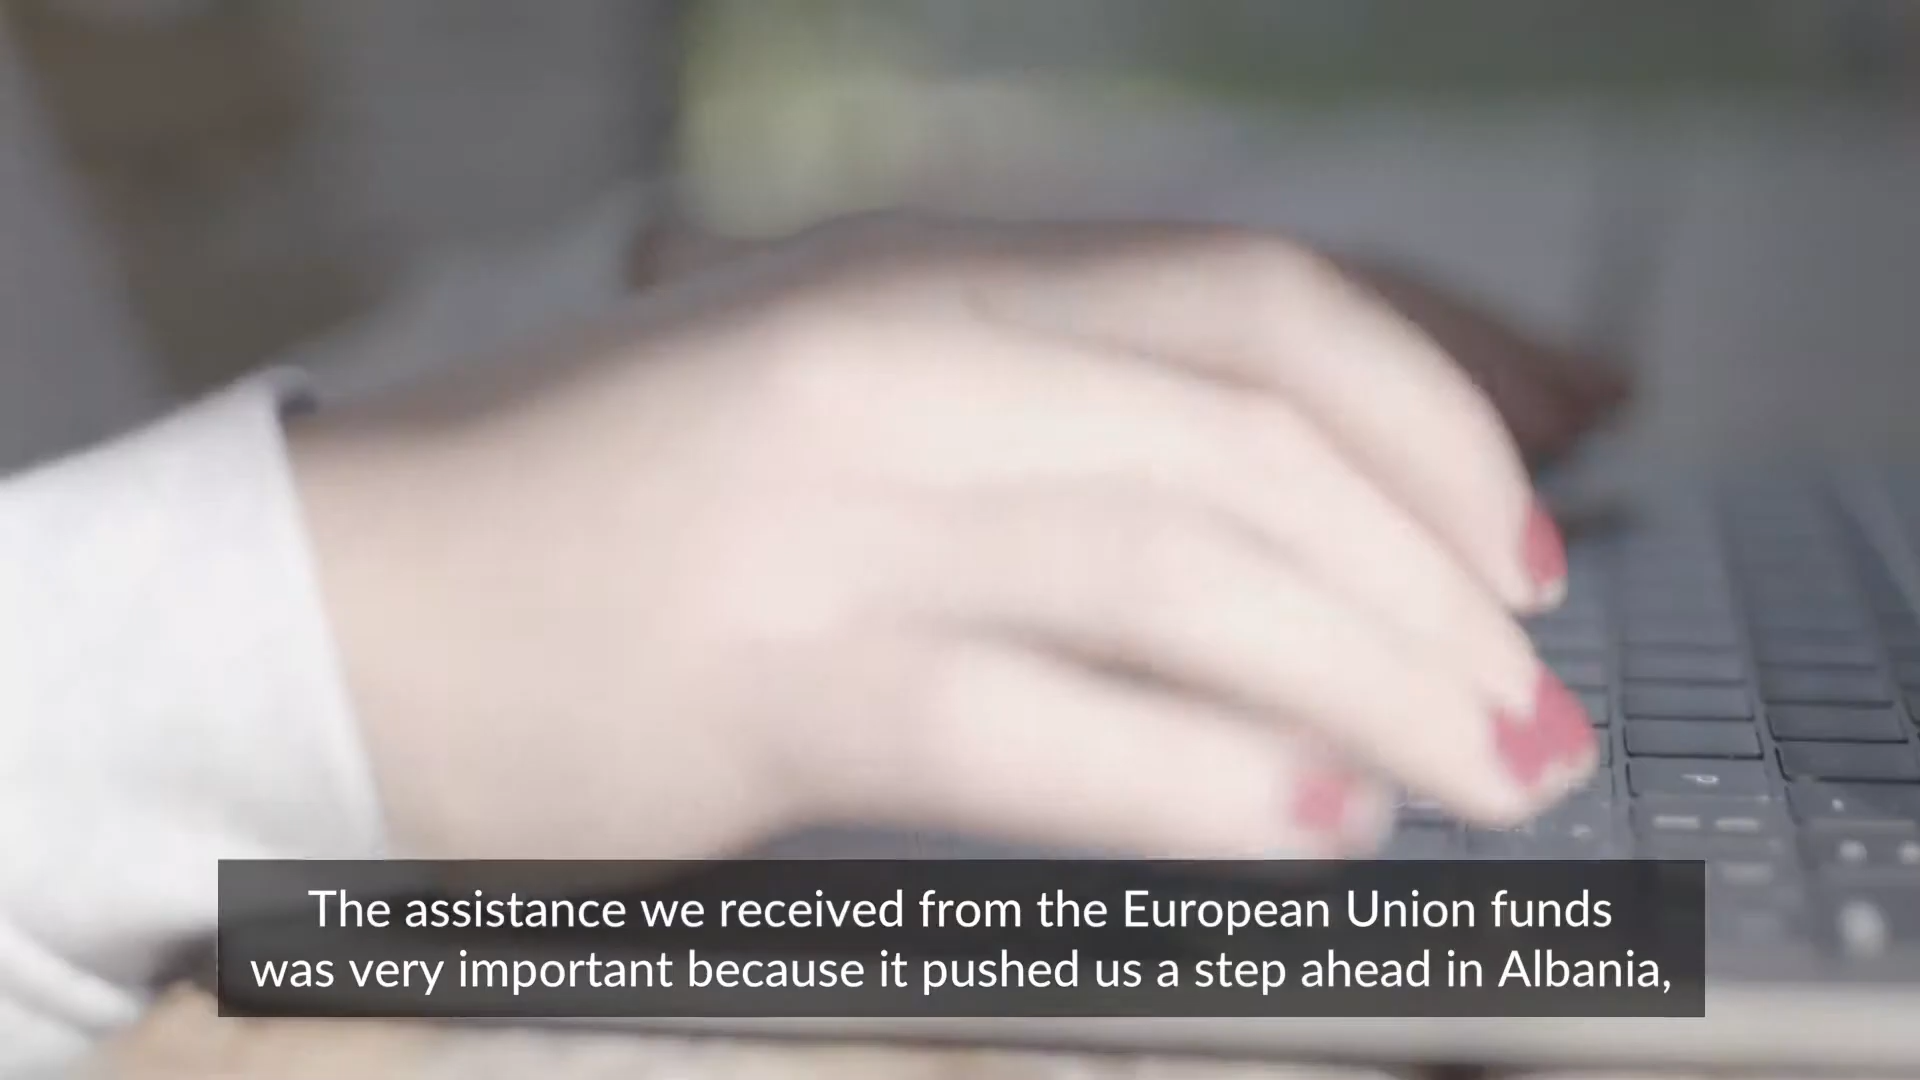 The assistance we received from the European Union funds
was very important because it pushed us a step ahead in Albania,